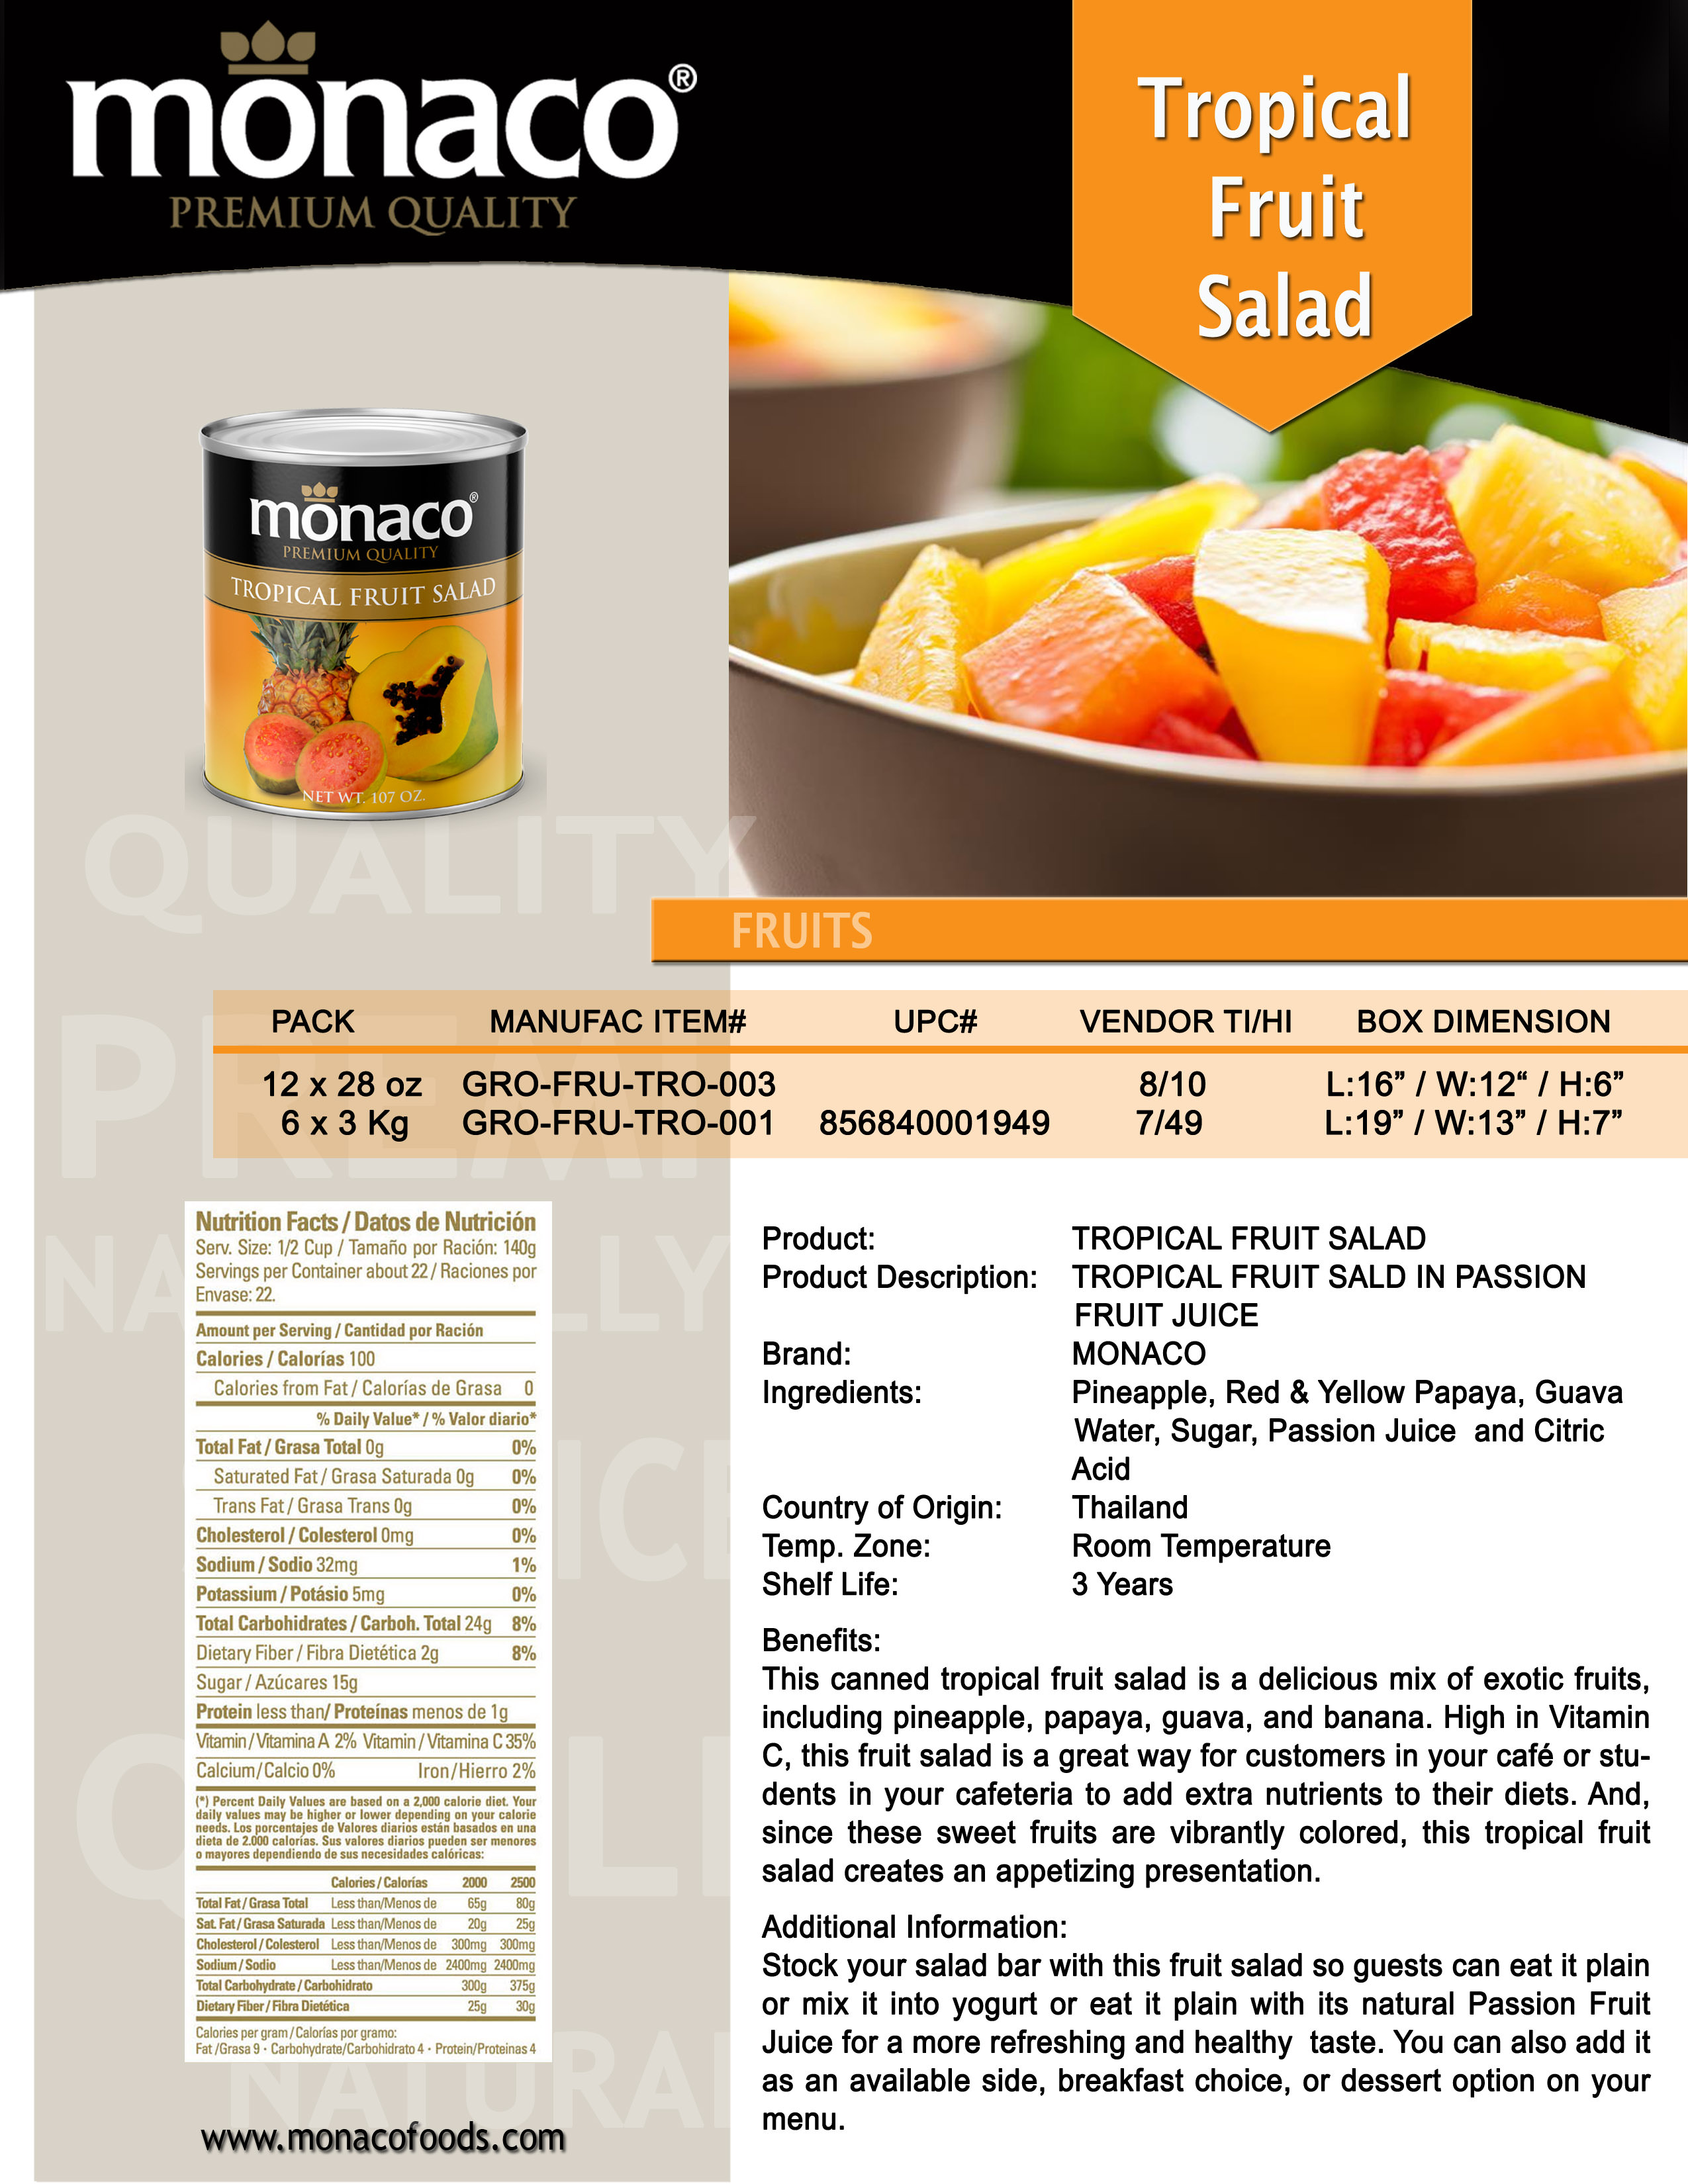 monaco®
PREMIUM QUALITY
Tropical
Fruit
Salad
monaco®
PREMIUM QUALITY
TROPICAL FRUIT SALAD
NET WT. 107 OZ.
QUALITY
FRUITS
PREMI
PACK MANUFAC ITEM# UPC# VENDOR TI/HI BOX DIMENSION
12 x 28 oz GRO-FRU-TRO-003 8/10 L:16” / W:12“ / H:6”
6 x 3 Kg GRO-FRU-TRO-001 856840001949 7/49 L:19” / W:13” / H:7”
Nutrition Facts / Datos de Nutrición
Serv. Size: 1/2 Cup / Tamaño por Ración: 140g
Servings per Container about 22 / Raciones por
Envase: 22.
Amount per Serving / Cantidad por Ración
Calories / Calorías 100
Calories from Fat / Calorías de Grasa 0
% Daily Value* / % Valor diario*
Total Fat / Grasa Total 0g 0%
Saturated Fat / Grasa Saturada 0g 0%
Trans Fat / Grasa Trans 0g 0%
Cholesterol / Colesterol 0mg 0%
Sodium / Sodio 32mg 1%
Potassium / Potásio 5mg 0%
Total Carbohidrates / Carboh. Total 24g 8%
Dietary Fiber / Fibra Dietética 2g 8%
Sugar / Azúcares 15g
Protein less than/ Proteínas menos de 1g
Vitamin / Vitamina A 2% Vitamin / Vitamina C 35%
Calcium / Calcio 0% Iron / Hierro 2%
(*) Percent Daily Values are based on a 2,000 calorie diet. Your
daily values may be higher or lower depending on your calorie
needs. Los porcentajes de Valores diarios están basados en una
dieta de 2.000 calorías. Sus valores diarios pueden ser menores
o mayores dependiendo de sus necesidades calóricas:
Calories / Calorías 2000 2500
Total Fat / Grasa Total Less than/Menos de 65g 80g
Sat. Fat / Grasa Saturada Less than/Menos de 20g 25g
Cholesterol / Colesterol Less than/Menos de 300mg 300mg
Sodium / Sodio Less than/Menos de 2400mg 2400mg
Total Carbohydrate / Carbohidrato 300g 375g
Dietary Fiber / Fibra Dietética 25g 30g
Calories per gram / Calorías por gramo:
Fat /Grasa 9 · Carbohydrate/Carbohidrato 4 · Protein/Proteinas 4
NATURAL
www.monacofoods.com
Product: TROPICAL FRUIT SALAD
Product Description: TROPICAL FRUIT SALD IN PASSION
FRUIT JUICE
Brand: MONACO
Ingredients: Pineapple, Red & Yellow Papaya, Guava
Water, Sugar, Passion Juice and Citric
Acid
Country of Origin: Thailand
Temp. Zone: Room Temperature
Shelf Life: 3 Years
Benefits:
This canned tropical fruit salad is a delicious mix of exotic fruits,
including pineapple, papaya, guava, and banana. High in Vitamin
C, this fruit salad is a great way for customers in your café or stu-
dents in your cafeteria to add extra nutrients to their diets. And,
since these sweet fruits are vibrantly colored, this tropical fruit
salad creates an appetizing presentation.
Additional Information:
Stock your salad bar with this fruit salad so guests can eat it plain
or mix it into yogurt or eat it plain with its natural Passion Fruit
Juice for a more refreshing and healthy taste. You can also add it
as an available side, breakfast choice, or dessert option on your
menu.